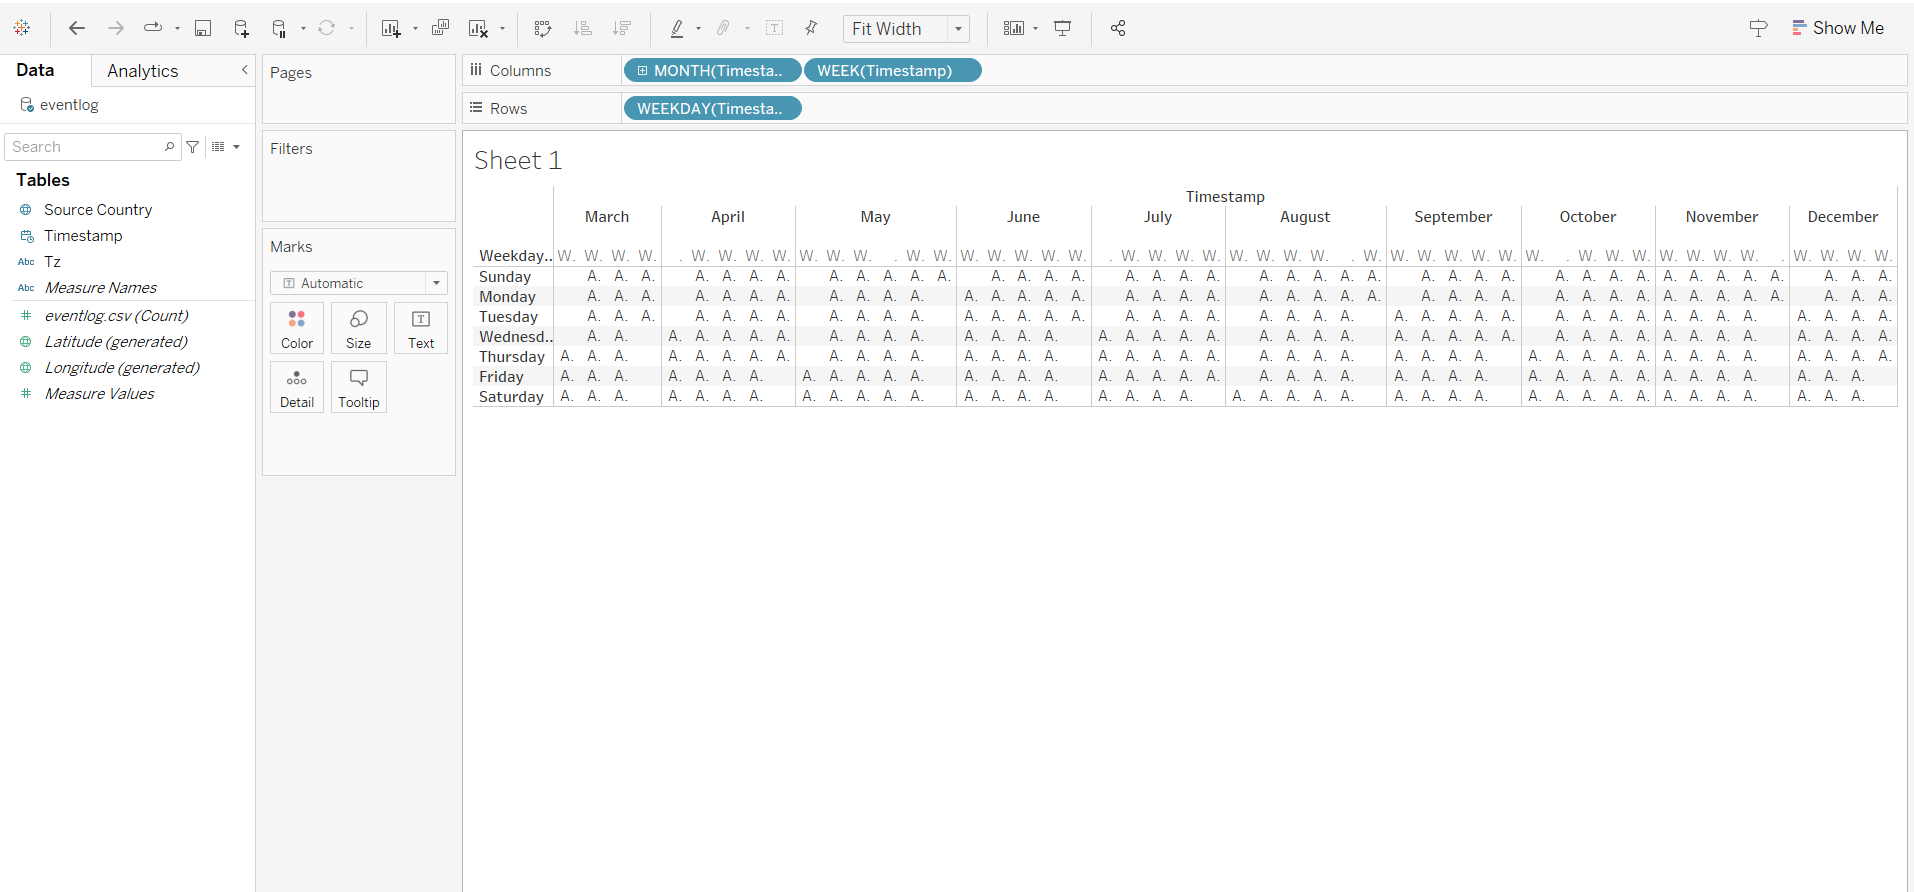 Fit Width
Show Me
Data Analytics
eventlog
Search
Tables
Source Country
Timestamp
Abc Tz
Abc Measure Names
# eventlog.csv (Count)
Latitude (generated)
Longitude (generated)
# Measure Values
Pages
Filters
Marks
Automatic
Color Size Text
Detail Tooltip
Columns MONTH(Timesta.. WEEK(Timestamp)
Rows WEEKDAY(Timesta..
Sheet 1
Timestamp
March April May June July August September October November December
Weekday.. W. W. W. W. . W. W. W. W. W. W. W. . W. W. W. W. W. W. W. . W. W. W. W. W. W. W. W. . W. W. W. W. W. W. W. . W. W. W. W. W. W. W. . W. W. W. W.
Sunday A. A. A. A. A. A. A. A. A. A. A. A. A. A. A. A. A. A. A. A. A. A. A. A. A. A. A. A. A. A. A. A. A. A. A. A. A. A. A. A.
Monday A. A. A. A. A. A. A. A. A. A. A. A. A. A. A. A. A. A. A. A. A. A. A. A. A. A. A. A. A. A. A. A. A. A. A. A. A. A. A. A.
Tuesday A. A. A. A. A. A. A. A. A. A. A. A. A. A. A. A. A. A. A. A. A. A. A. A. A. A. A. A. A. A. A. A. A. A. A. A. A. A. A. A.
Wednesd.. A. A. A. A. A. A. A. A. A. A. A. A. A. A. A. A. A. A. A. A. A. A. A. A. A. A. A. A. A. A. A. A. A. A. A. A. A. A. A. A.
Thursday A. A. A. A. A. A. A. A. A. A. A. A. A. A. A. A. A. A. A. A. A. A. A. A. A. A. A. A. A. A. A. A. A. A. A. A. A. A. A. A. A.
Friday A. A. A. A. A. A. A. A. A. A. A. A. A. A. A. A. A. A. A. A. A. A. A. A. A. A. A. A. A. A. A. A. A. A. A. A. A. A. A. A. A.
Saturday A. A. A. A. A. A. A. A. A. A. A. A. A. A. A. A. A. A. A. A. A. A. A. A. A. A. A. A. A. A. A. A. A. A. A. A. A. A. A. A. A.